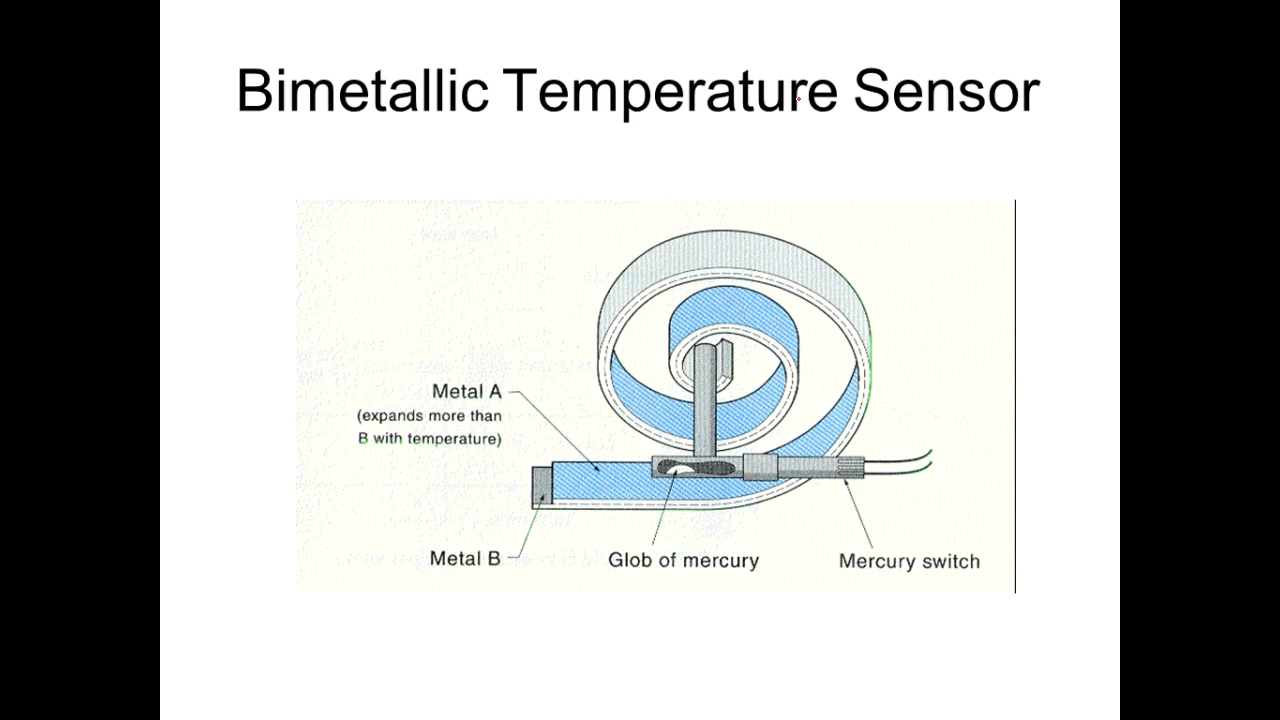 Bimetallic Temperature Sensor
Metal A
(expands more than
B with temperature)
Metal B
Glob of mercury
Mercury switch